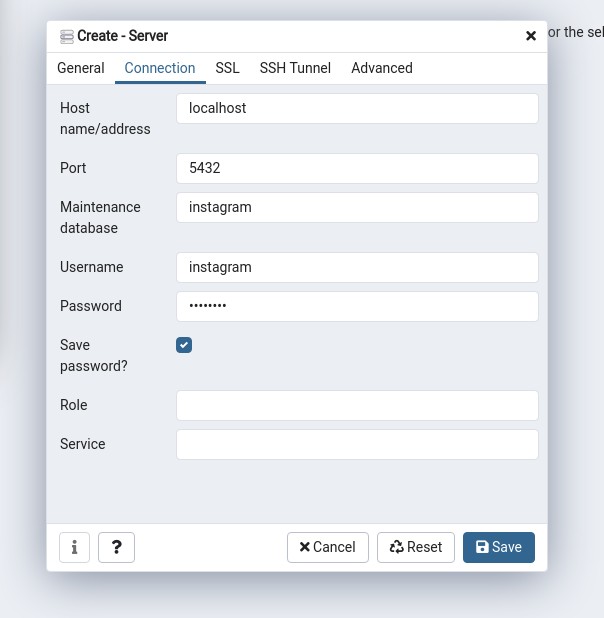 Create - Server
or the sel
General Connection SSL SSH Tunnel Advanced
Host
name/address
localhost
Port
5432
Maintenance
database
instagram
Username
instagram
Password
••••••••
Save
password?
Role
Service
i ? Cancel Reset Save